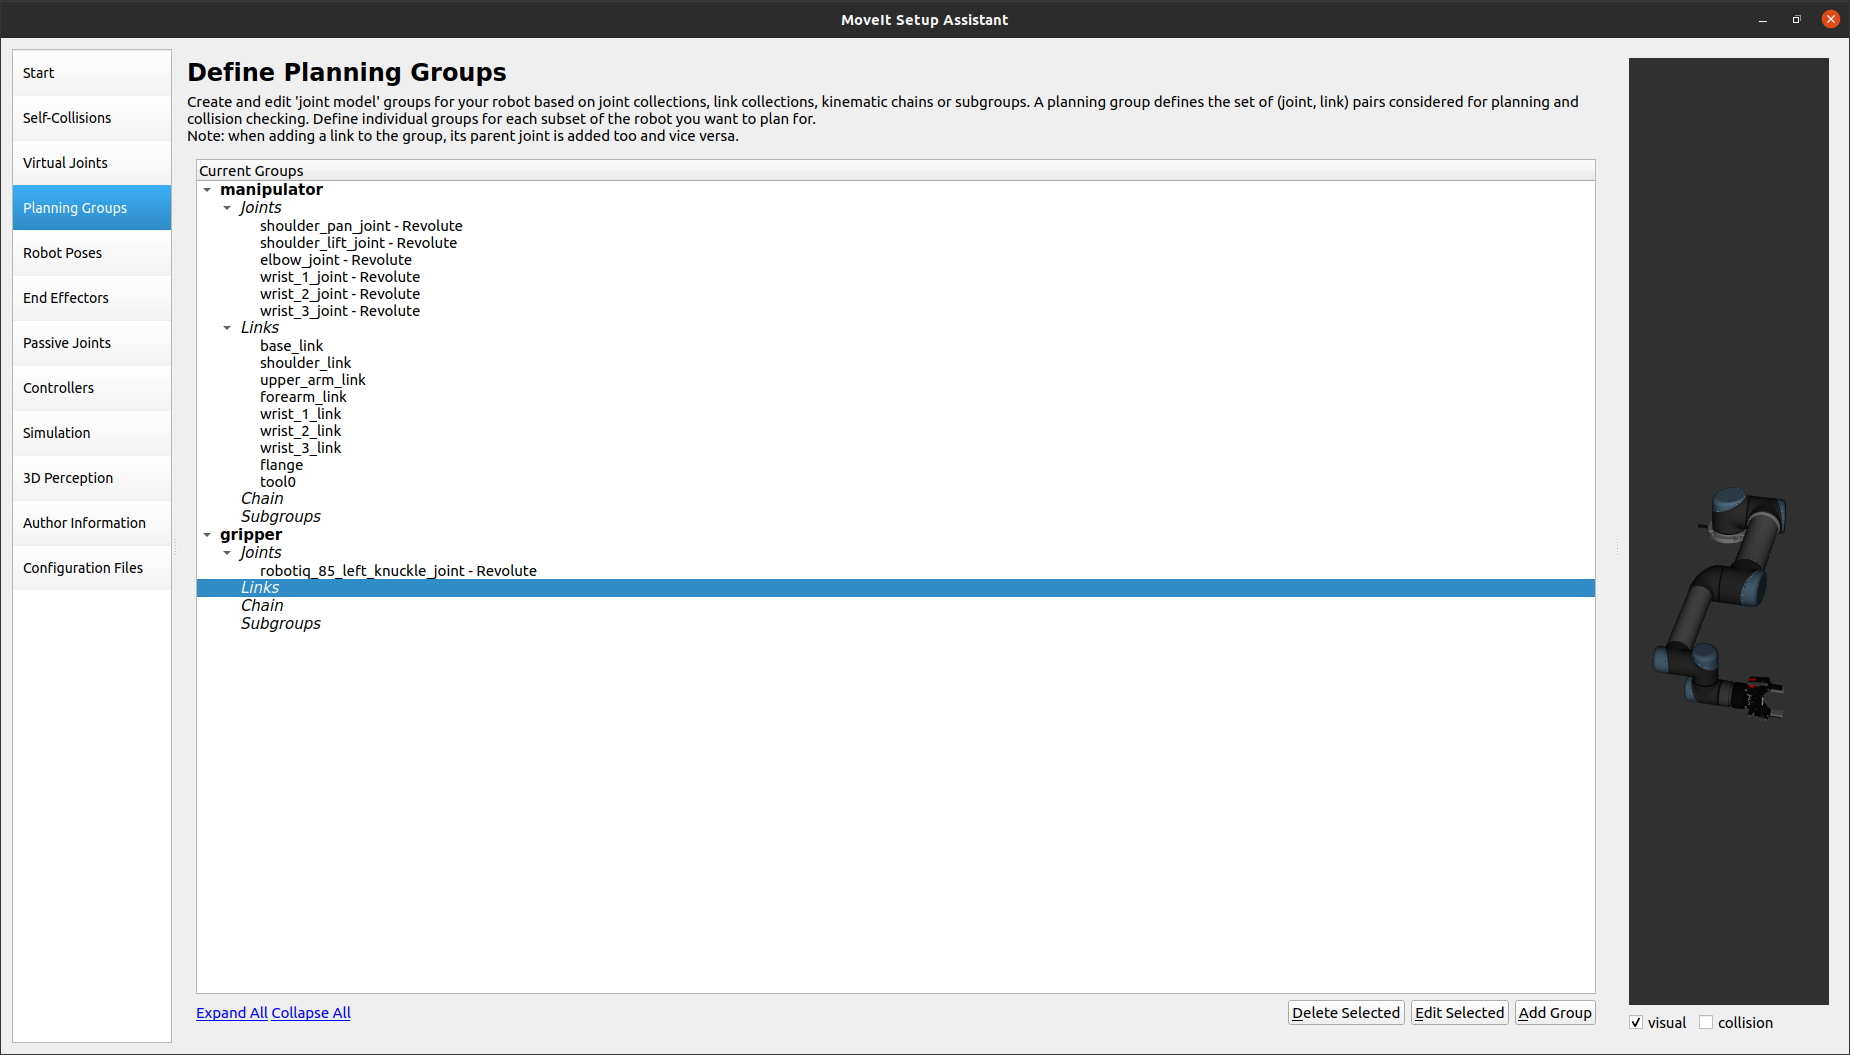 MoveIt Setup Assistant
Start
Self-Collisions
Virtual Joints
Planning Groups
Robot Poses
End Effectors
Passive Joints
Controllers
Simulation
3D Perception
Author Information
Configuration Files
Define Planning Groups
Create and edit 'joint model' groups for your robot based on joint collections, link collections, kinematic chains or subgroups. A planning group defines the set of (joint, link) pairs considered for planning and
collision checking. Define individual groups for each subset of the robot you want to plan for.
Note: when adding a link to the group, its parent joint is added too and vice versa.
Current Groups
manipulator
Joints
shoulder_pan_joint - Revolute
shoulder_lift_joint - Revolute
elbow_joint - Revolute
wrist_1_joint - Revolute
wrist_2_joint - Revolute
wrist_3_joint - Revolute
Links
base_link
shoulder_link
upper_arm_link
forearm_link
wrist_1_link
wrist_2_link
wrist_3_link
flange
tool0
Chain
Subgroups
gripper
Joints
robotiq_85_left_knuckle_joint - Revolute
Links
Chain
Subgroups
Expand All Collapse All
Delete Selected
Edit Selected
Add Group
visual
collision